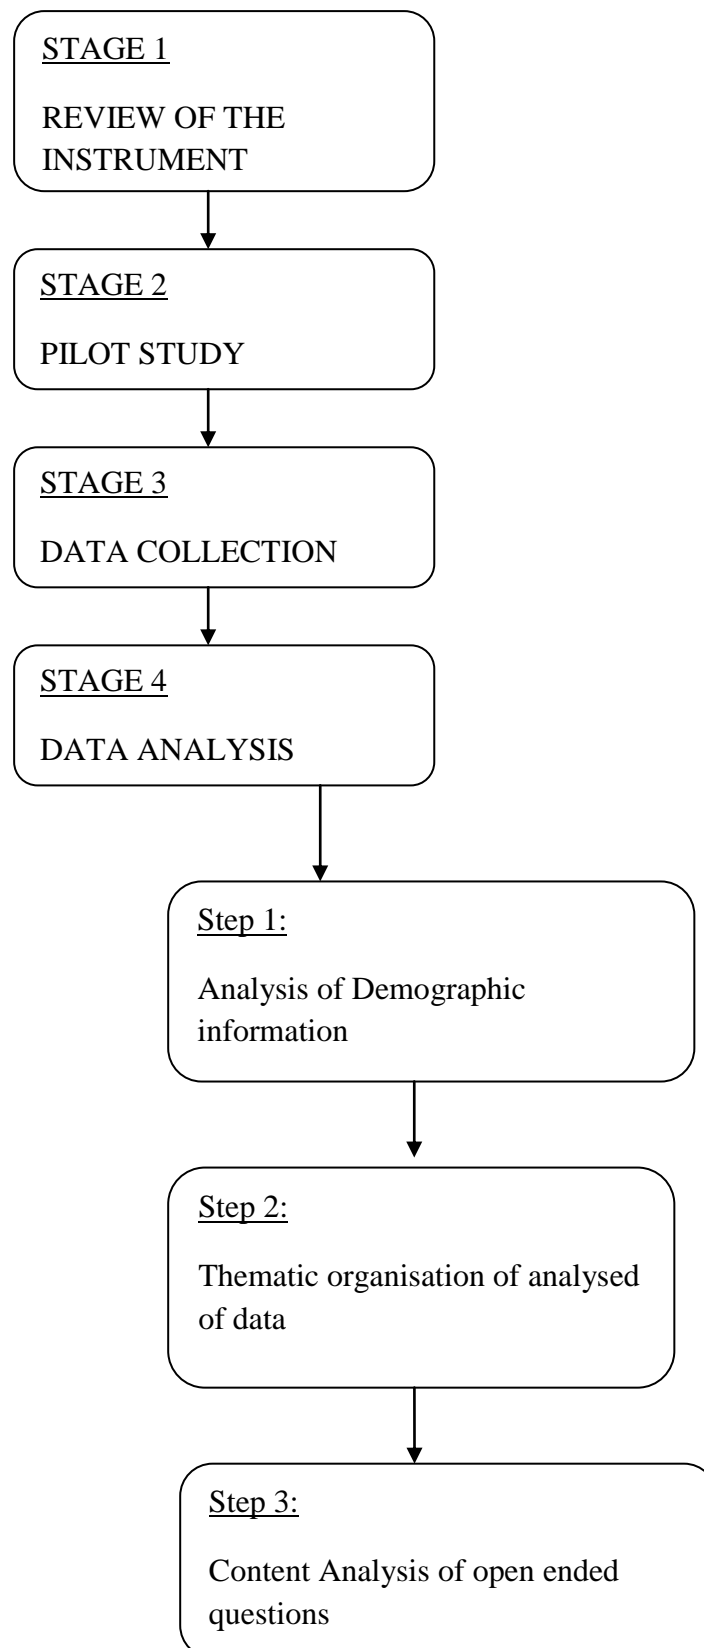 STAGE 1
REVIEW OF THE
INSTRUMENT
STAGE 2
PILOT STUDY
STAGE 3
DATA COLLECTION
STAGE 4
DATA ANALYSIS
Step 1:
Analysis of Demographic
information
Step 2:
Thematic organisation of analysed
of data
Step 3:
Content Analysis of open ended
questions